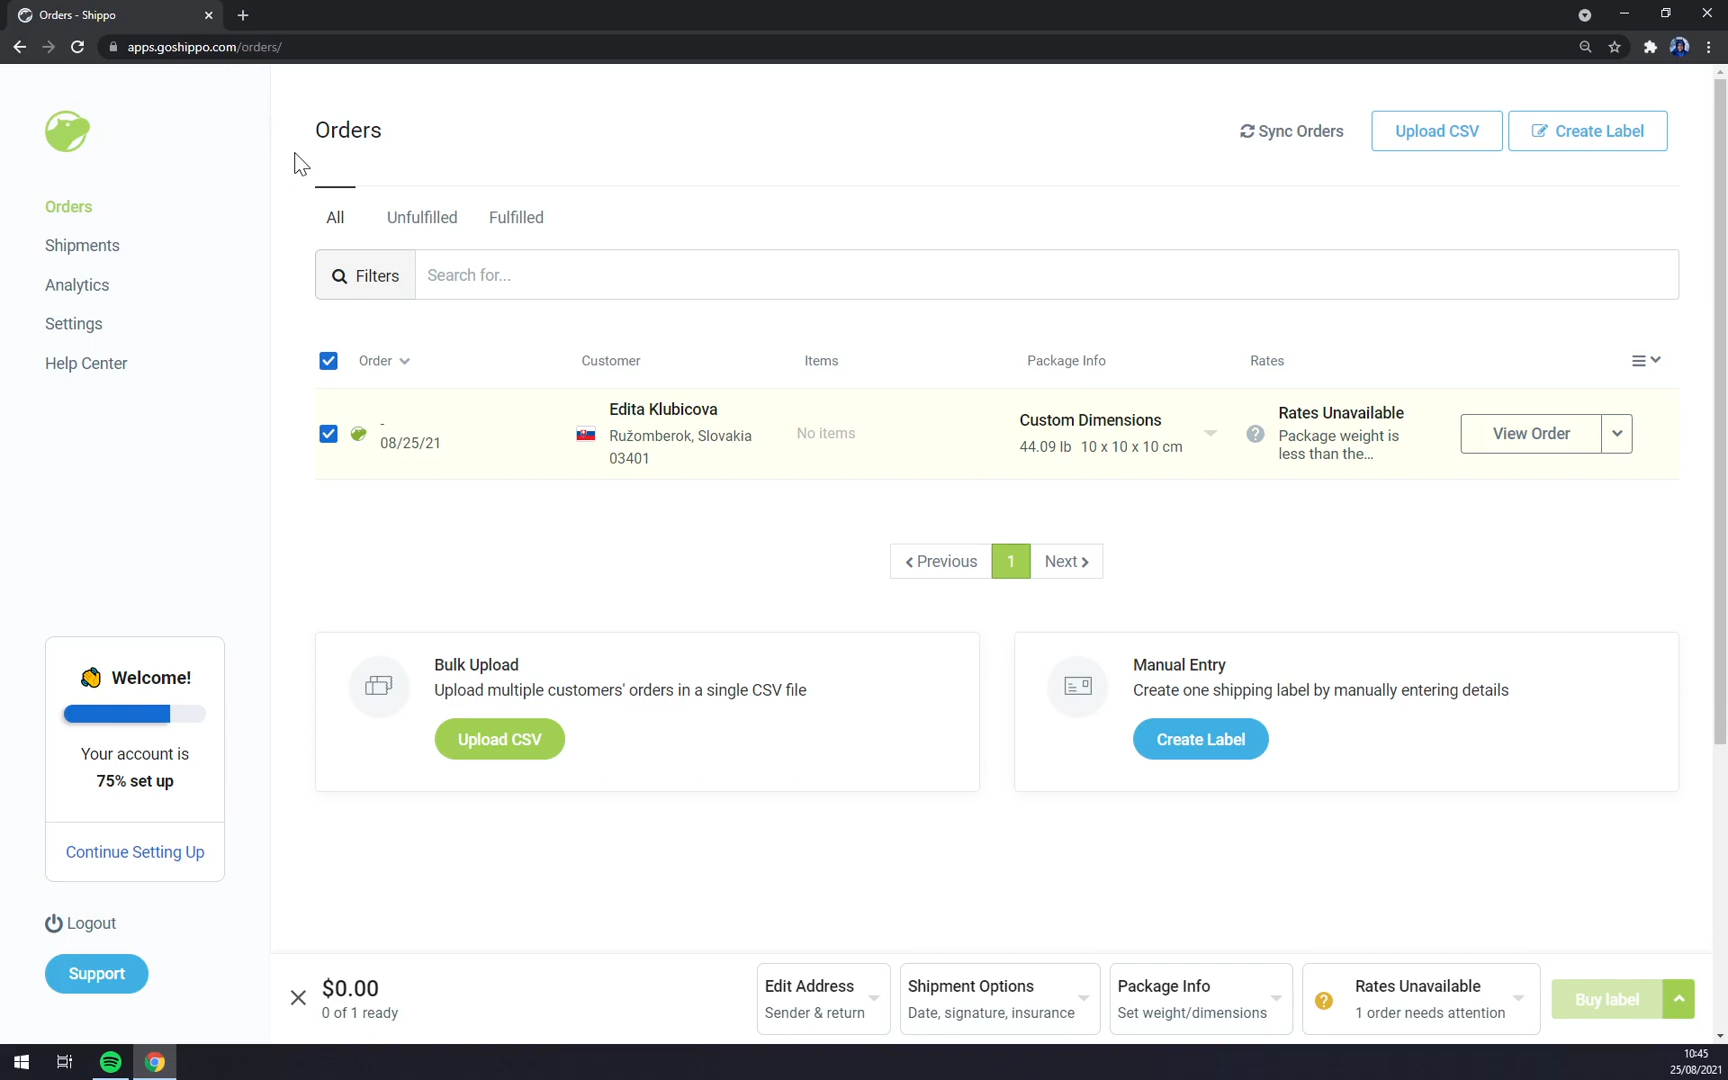 Orders - Shippo
apps.goshippo.com/orders/
Orders
Sync Orders
Upload CSV
Create Label
Orders
Shipments
Analytics
Settings
Help Center
All
Unfulfilled
Fulfilled
Filters
Search for...
Order
Customer
Items
Package Info
Rates
-
08/25/21
Edita Klubicova
Ružomberok, Slovakia
03401
No items
Custom Dimensions
44.09 lb 10 x 10 x 10 cm
?
Rates Unavailable
Package weight is
less than the...
View Order
Previous
1
Next
Bulk Upload
Upload multiple customers' orders in a single CSV file
Upload CSV
Manual Entry
Create one shipping label by manually entering details
Create Label
Welcome!
Your account is
75% set up
Continue Setting Up
Logout
Support
$0.00
0 of 1 ready
Edit Address
Sender & return
Shipment Options
Date, signature, insurance
Package Info
Set weight/dimensions
?
Rates Unavailable
1 order needs attention
Buy label
10:45
25/08/2021